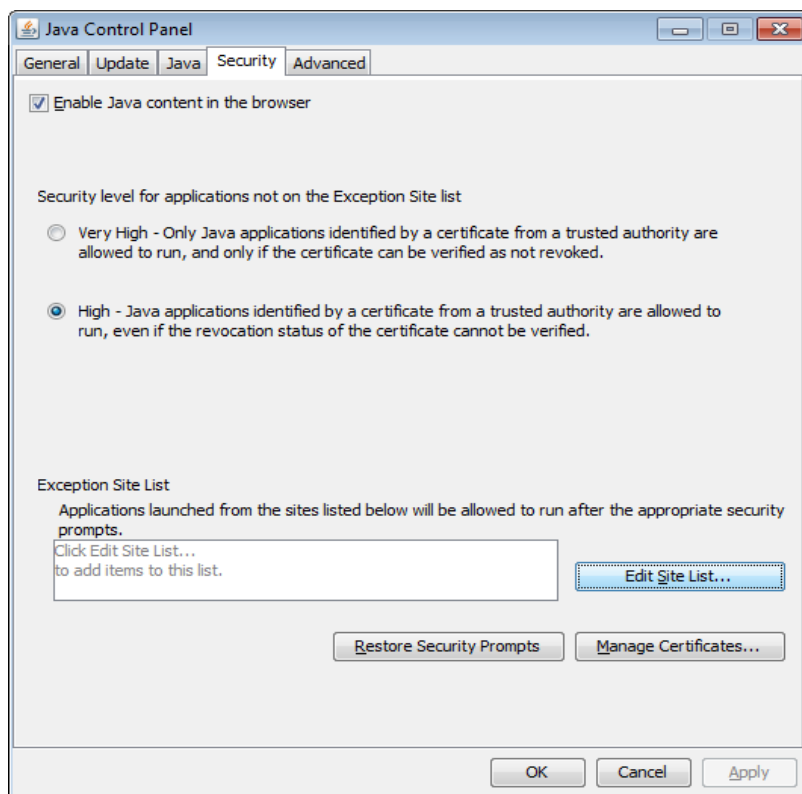 Java Control Panel
General Update Java Security Advanced
Enable Java content in the browser
Security level for applications not on the Exception Site list
Very High - Only Java applications identified by a certificate from a trusted authority are
allowed to run, and only if the certificate can be verified as not revoked.
High - Java applications identified by a certificate from a trusted authority are allowed to
run, even if the revocation status of the certificate cannot be verified.
Exception Site List
Applications launched from the sites listed below will be allowed to run after the appropriate security
prompts.
Click Edit Site List...
to add items to this list.
Edit Site List...
Restore Security Prompts Manage Certificates...
OK Cancel Apply